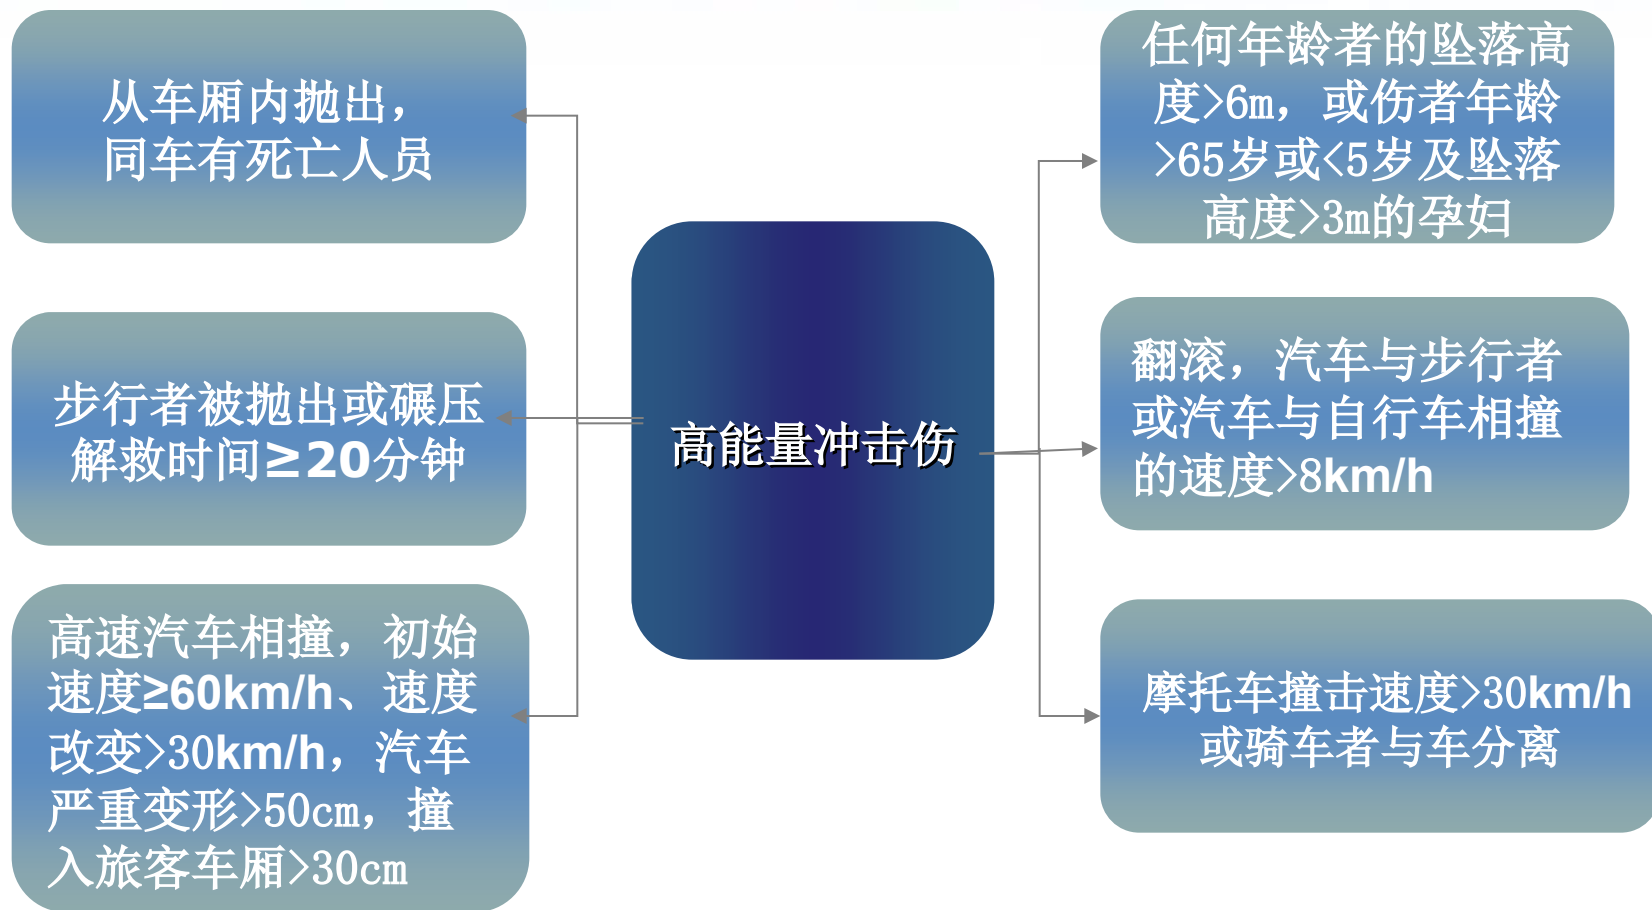 从车厢内抛出，
同车有死亡人员
步行者被抛出或碾压
解救时间≥20分钟
高速汽车相撞，初始
速度≥60km/h、速度
改变>30km/h，汽车
严重变形>50cm，撞
入旅客车厢>30cm
高能量冲击伤
任何年龄者的坠落高
度>6m，或伤者年龄
>65岁或<5岁及坠落
高度>3m的孕妇
翻滚，汽车与步行者
或汽车与自行车相撞
的速度>8km/h
摩托车撞击速度>30km/h
或骑车者与车分离